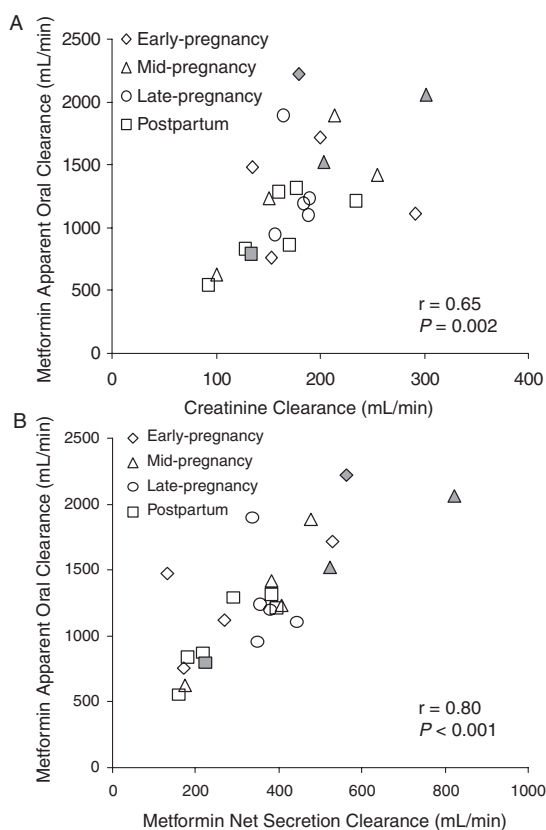 A
Metformin Apparent Oral Clearance (mL/min)
2500
2000
1500
1000
500
0
Early-pregnancy
Mid-pregnancy
Late-pregnancy
Postpartum
r = 0.65
P = 0.002
0 100 200 300 400
Creatinine Clearance (mL/min)
B
Metformin Apparent Oral Clearance (mL/min)
2500
2000
1500
1000
500
0
Early-pregnancy
Mid-pregnancy
Late-pregnancy
Postpartum
r = 0.80
P < 0.001
0 200 400 600 800 1000
Metformin Net Secretion Clearance (mL/min)